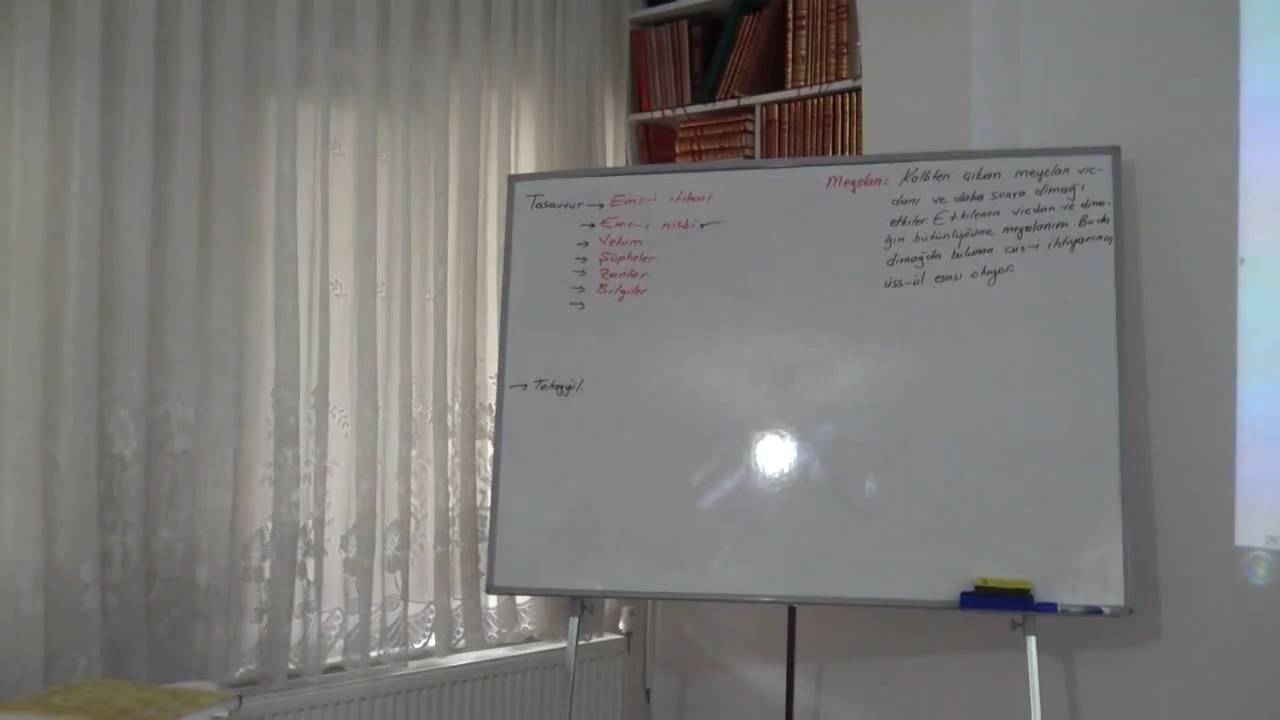 Tasavvur → Emr-i itibari
→ Emr-i nisbi ✓
→ Vehim
→ Şüpheler
→ Zanlar
→ Bilgiler
→
→ Tahayyül.
Meyelan: Kalbten çıkan meyelan vic-
danı ve daha sonra dimağı
etkiler. Etkilenen vicdan ve dima-
ğın bütünlüğüne meyelanım. Bu da
dimağda bulunan cüz-i ihtiyarının
üss-ül esası oluyor.